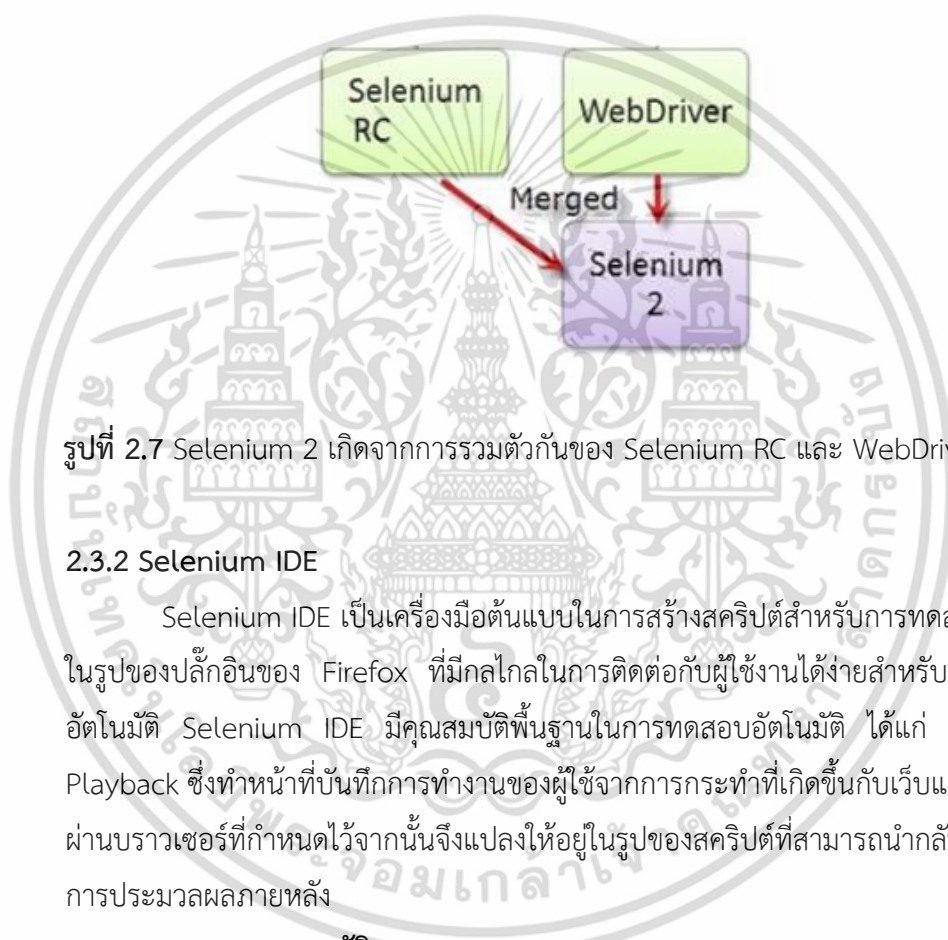 Selenium
RC
WebDriver
Merged
Selenium
2
รูปที่ 2.7 Selenium 2 เกิดจากการรวมตัวกันของ Selenium RC และ WebDriv
2.3.2 Selenium IDE
Selenium IDE เป็นเครื่องมือต้นแบบในการสร้างสคริปต์สำหรับการทดส
ในรูปของปลั๊กอินของ Firefox ที่มีกลไกในการติดต่อกับผู้ใช้งานได้ง่ายสำหรับ
อัตโนมัติ Selenium IDE มีคุณสมบัติพื้นฐานในการทดสอบอัตโนมัติ ได้แก่
Playback ซึ่งทำหน้าที่บันทึกการทำงานของผู้ใช้จากการกระทำที่เกิดขึ้นกับเว็บแ
ผ่านบราวเซอร์ที่กำหนดไว้จากนั้นจึงแปลงให้อยู่ในรูปของสคริปต์ที่สามารถนำกลั
การประมวลผลภายหลัง